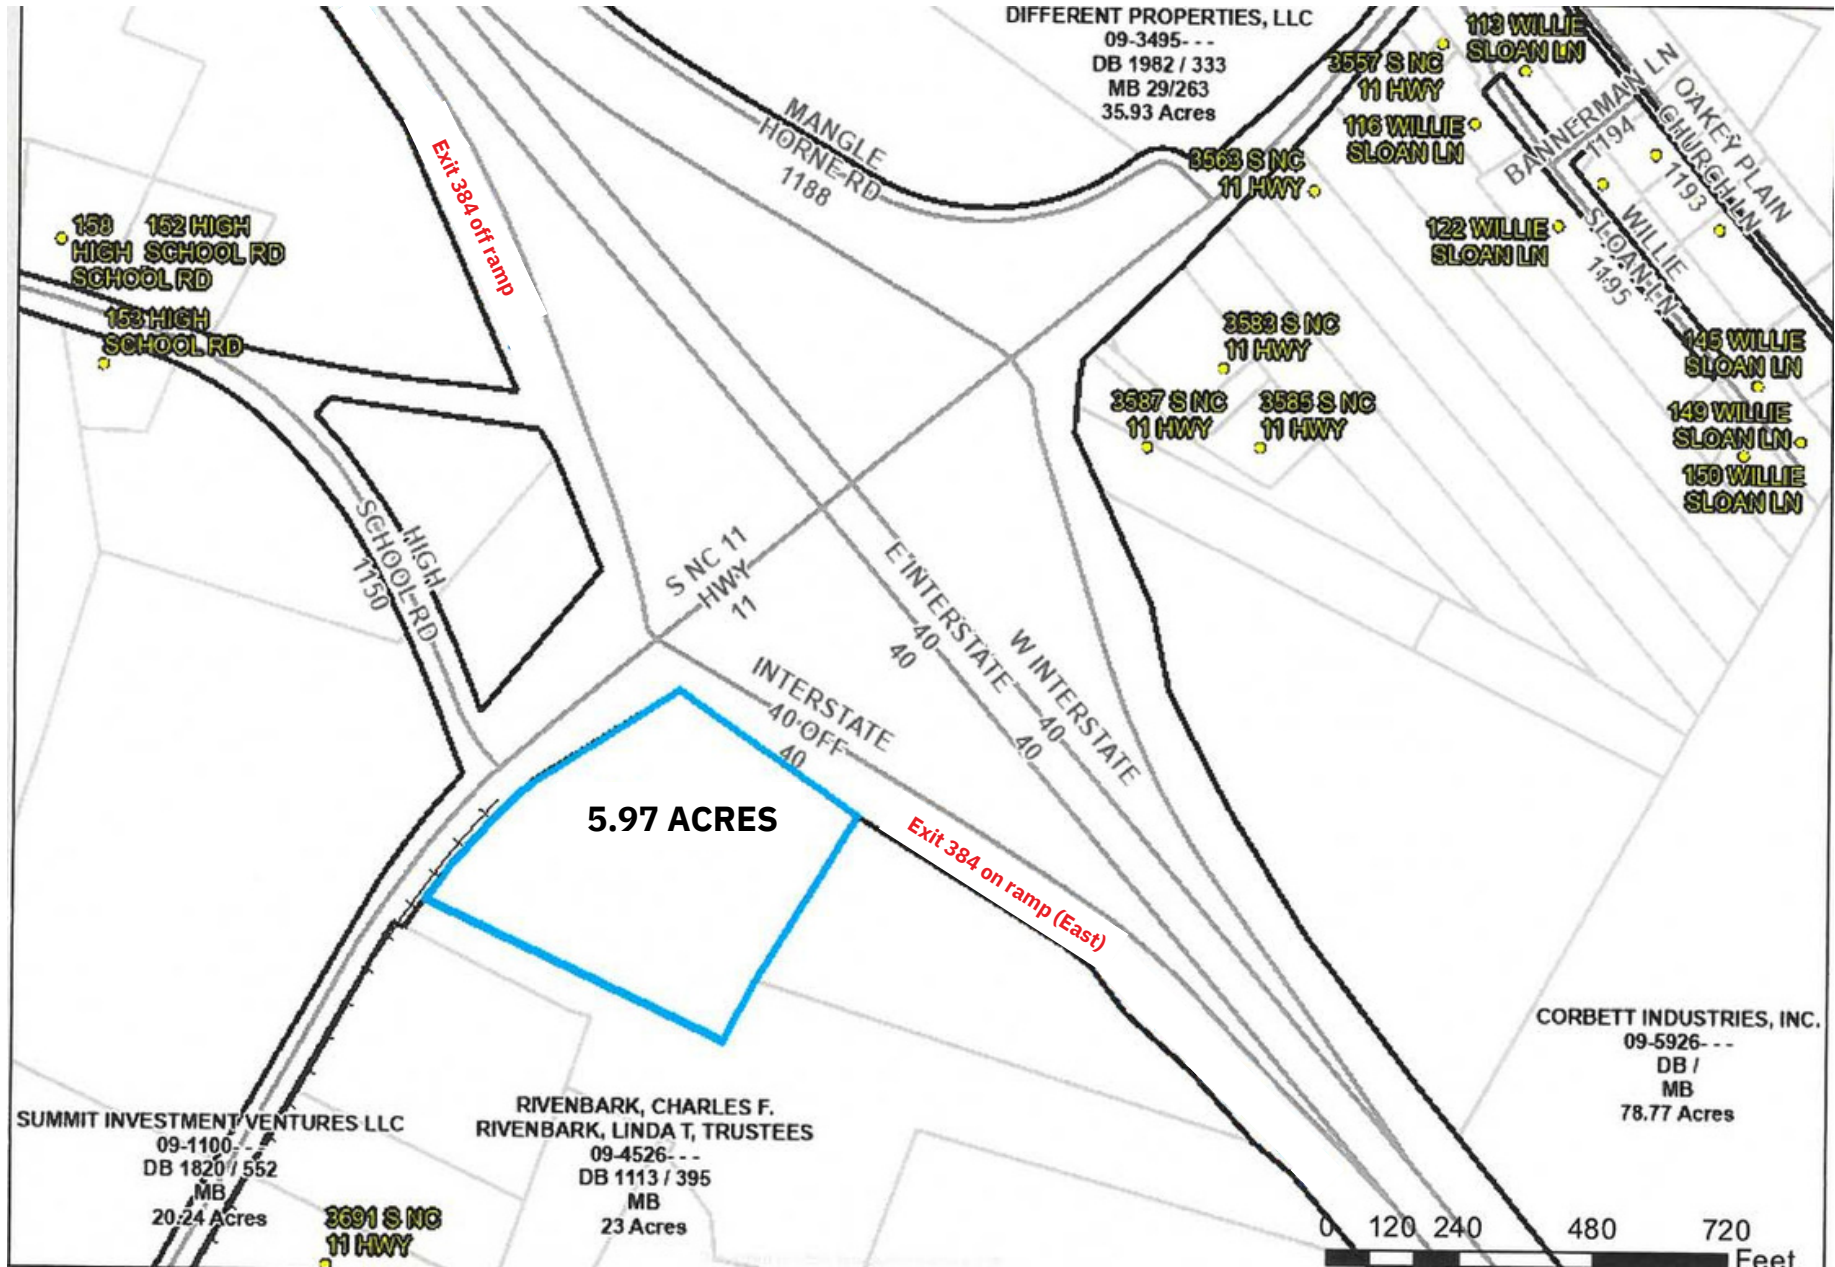 DIFFERENT PROPERTIES, LLC
09-3495- - -
DB 1982 / 333
MB 29/263
35.93 Acres
113 WILLIE
SLOAN LN
3557 S NC
11 HWY
116 WILLIE
SLOAN LN
3563 S NC
11 HWY
122 WILLIE
SLOAN LN
BANNERMAN LN
1194
OAKEY PLAIN
CHURCH LN
1193
WILLIE
SLOAN LN
1195
MANGLE
HORNE RD
1188
Exit 384 off ramp
158
HIGH
SCHOOL RD
152 HIGH
SCHOOL RD
153 HIGH
SCHOOL RD
3583 S NC
11 HWY
3587 S NC
11 HWY
3585 S NC
11 HWY
145 WILLIE
SLOAN LN
149 WILLIE
SLOAN LN
150 WILLIE
SLOAN LN
HIGH
SCHOOL RD
1150
S NC 11
HWY
11
E INTERSTATE
40
40
W INTERSTATE
40
40
INTERSTATE
40 OFF
40
5.97 ACRES
Exit 384 on ramp (East)
CORBETT INDUSTRIES, INC.
09-5926- - -
DB /
MB
78.77 Acres
SUMMIT INVESTMENT VENTURES LLC
09-1100- - -
DB 1820 / 552
MB
20.24 Acres
RIVENBARK, CHARLES F.
RIVENBARK, LINDA T, TRUSTEES
09-4526- - -
DB 1113 / 395
MB
23 Acres
3691 S NC
11 HWY
0 120 240 480 720
Feet